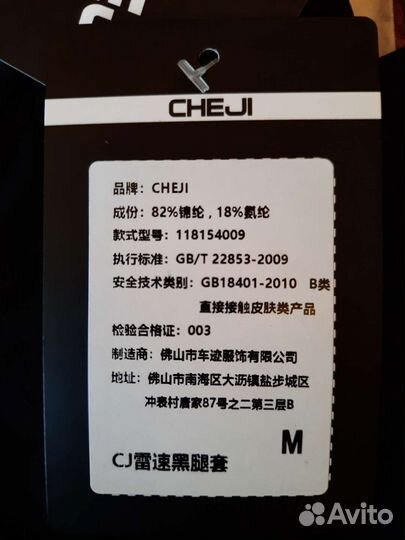 CHEJI
品牌：CHEJI
成份：82%锦纶，18%氨纶
款式型号：118154009
执行标准：GB/T 22853-2009
安全技术类别：GB18401-2010 B类
直接接触皮肤类产品
检验合格证：003
制造商：佛山市车迹服饰有限公司
地址：佛山市南海区大沥镇盐步城区
冲表村唐家87号之二第三层B
M
CJ雷速黑腿套
Avito